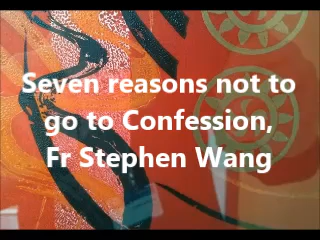 Seven reasons not to
go to Confession,
Fr Stephen Wang